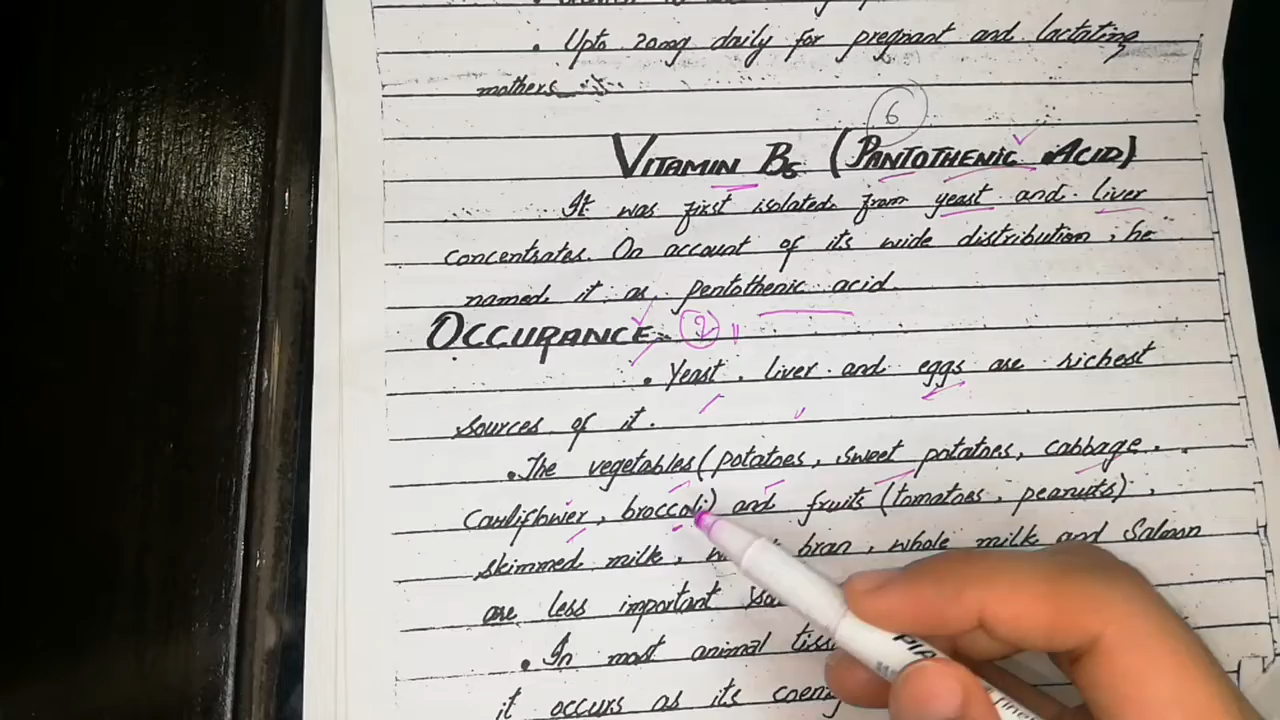 • Upto 20mg daily for pregnant and lactating
mothers
6
VITAMIN B5 (PANTOTHENIC ACID)
It was first isolated from yeast and liver
concentrates. On account of its wide distribution, he
named it as pentothenic acid.
OCCURANCE:- 2
• Yeast, liver and eggs are richest
sources of it.
• The vegetables (potatoes, sweet potatoes, cabbage,
cauliflower, broccoli) and fruits (tomatoes, peanuts),
skimmed milk, bran, whole milk and Salmon
are less important
• In most animal
it occurs as its